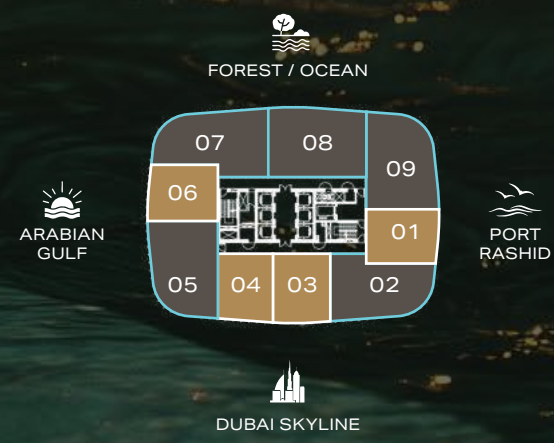 FOREST / OCEAN
07
08
09
06
01
ARABIAN
GULF
PORT
RASHID
05
04
03
02
DUBAI SKYLINE